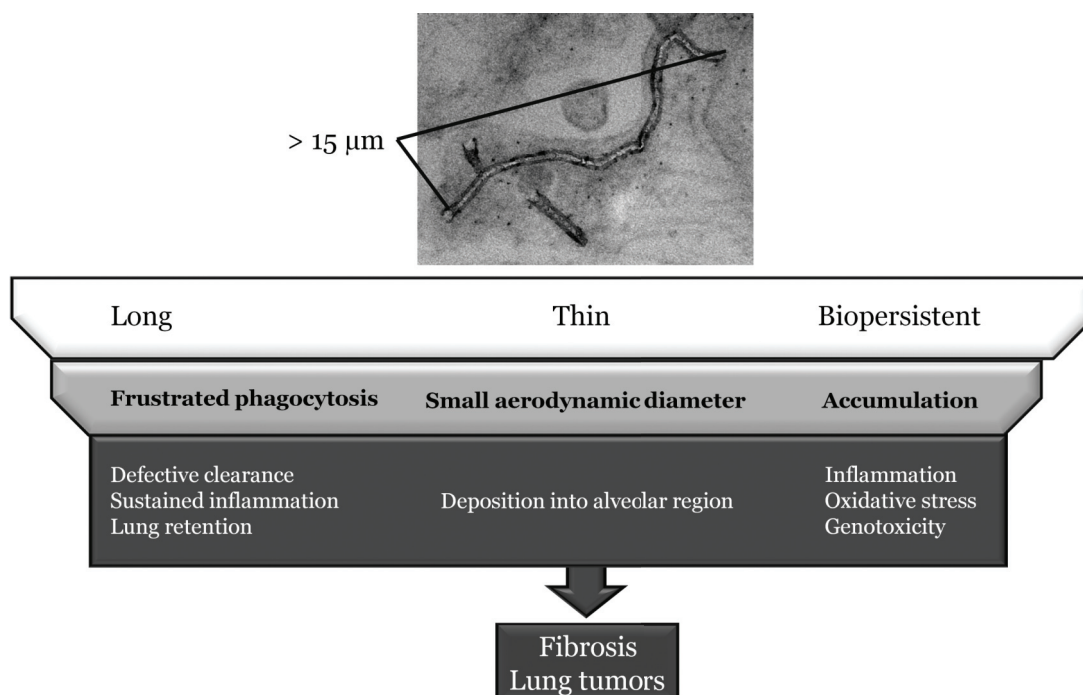 > 15 μm
Long
Thin
Biopersistent
Frustrated phagocytosis
Small aerodynamic diameter
Accumulation
Defective clearance
Sustained inflammation
Lung retention
Deposition into alveolar region
Inflammation
Oxidative stress
Genotoxicity
Fibrosis
Lung tumors